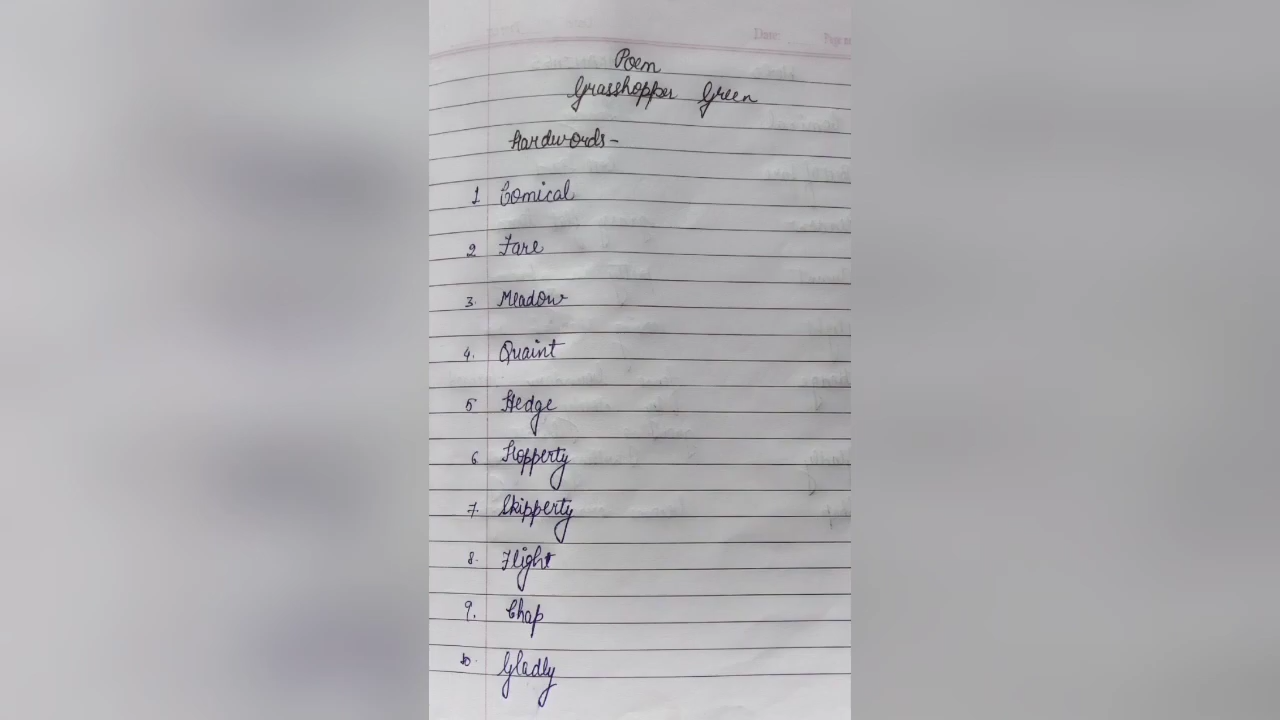 Date:
Poem
Grasshopper Green
Hardwords-
1 Comical
2 Fare
3. Meadow
4. Quaint
5 Hedge
6 Hopperty
7. Skipperty
8. Flight
9. Chap
10. Gladly